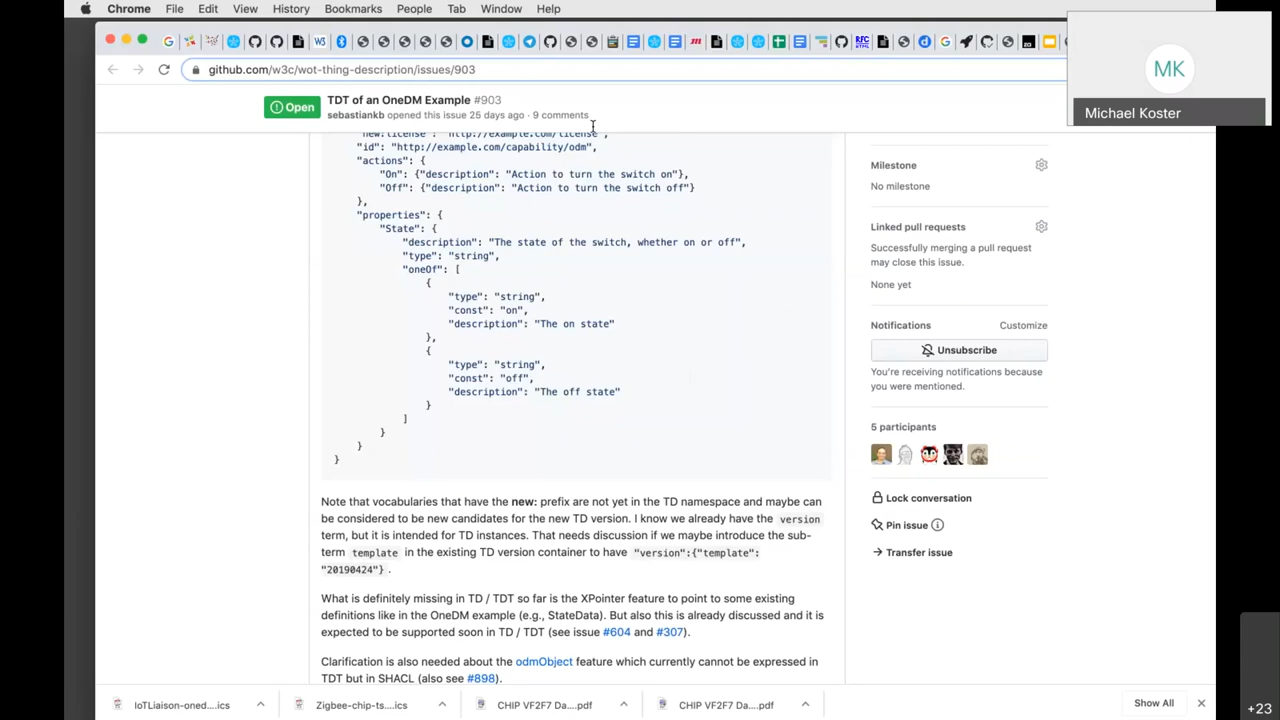 Chrome File Edit View History Bookmarks People Tab Window Help
github.com/w3c/wot-thing-description/issues/903
MK
Michael Koster
Open
TDT of an OneDM Example #903
sebastiankb opened this issue 25 days ago · 9 comments
"new:license" : "http://example.com/license",
"id": "http://example.com/capability/odm",
"actions": {
"On": {"description": "Action to turn the switch on"},
"Off": {"description": "Action to turn the switch off"}
},
"properties": {
"State": {
"description": "The state of the switch, whether on or off",
"type": "string",
"oneOf": [
{
"type": "string",
"const": "on",
"description": "The on state"
},
{
"type": "string",
"const": "off",
"description": "The off state"
}
]
}
}
}
Note that vocabularies that have the new: prefix are not yet in the TD namespace and maybe can
be considered to be new candidates for the new TD version. I know we already have the version
term, but it is intended for TD instances. That needs discussion if we maybe introduce the sub-
term template in the existing TD version container to have "version":{"template":
"20190424"} .
What is definitely missing in TD / TDT so far is the XPointer feature to point to some existing
definitions like in the OneDM example (e.g., StateData). But also this is already discussed and it is
expected to be supported soon in TD / TDT (see issue #604 and #307).
Clarification is also needed about the odmObject feature which currently cannot be expressed in
TDT but in SHACL (also see #898).
Milestone
No milestone
Linked pull requests
Successfully merging a pull request
may close this issue.
None yet
Notifications Customize
Unsubscribe
You're receiving notifications because
you were mentioned.
5 participants
Lock conversation
Pin issue
Transfer issue
IoTLiaison-oned....ics
Zigbee-chip-ts....ics
CHIP VF2F7 Da....pdf
CHIP VF2F7 Da....pdf
Show All
+23